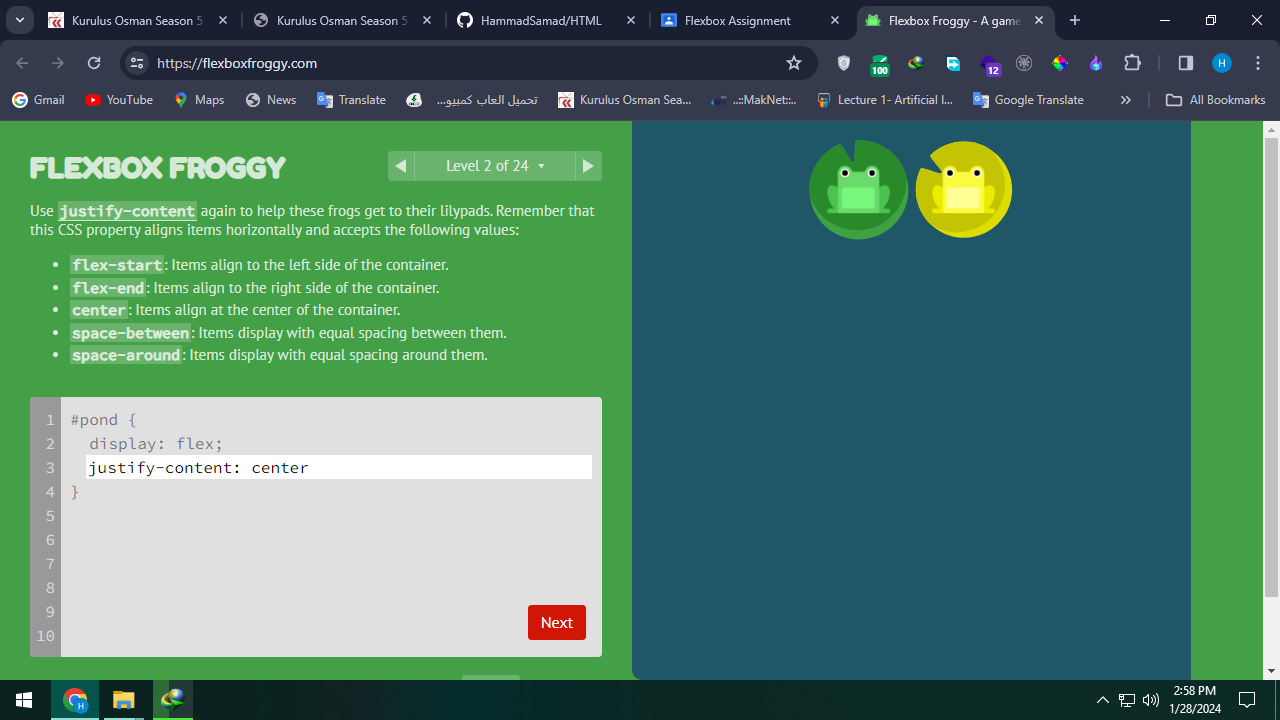 Kurulus Osman Season 5
Kurulus Osman Season 5
HammadSamad/HTML
Flexbox Assignment
Flexbox Froggy - A game
https://flexboxfroggy.com
100
12
H
Gmail
YouTube
Maps
News
Translate
تحميل العاب كمبيو...
Kurulus Osman Sea...
..::MakNet::..
Lecture 1- Artificial I...
Google Translate
All Bookmarks
FLEXBOX FROGGY
Level 2 of 24
Use justify-content again to help these frogs get to their lilypads. Remember that
this CSS property aligns items horizontally and accepts the following values:
flex-start: Items align to the left side of the container.
flex-end: Items align to the right side of the container.
center: Items align at the center of the container.
space-between: Items display with equal spacing between them.
space-around: Items display with equal spacing around them.
1 #pond {
2 display: flex;
3 justify-content: center
4 }
5
6
7
8
9
10
Next
H
2:58 PM
1/28/2024